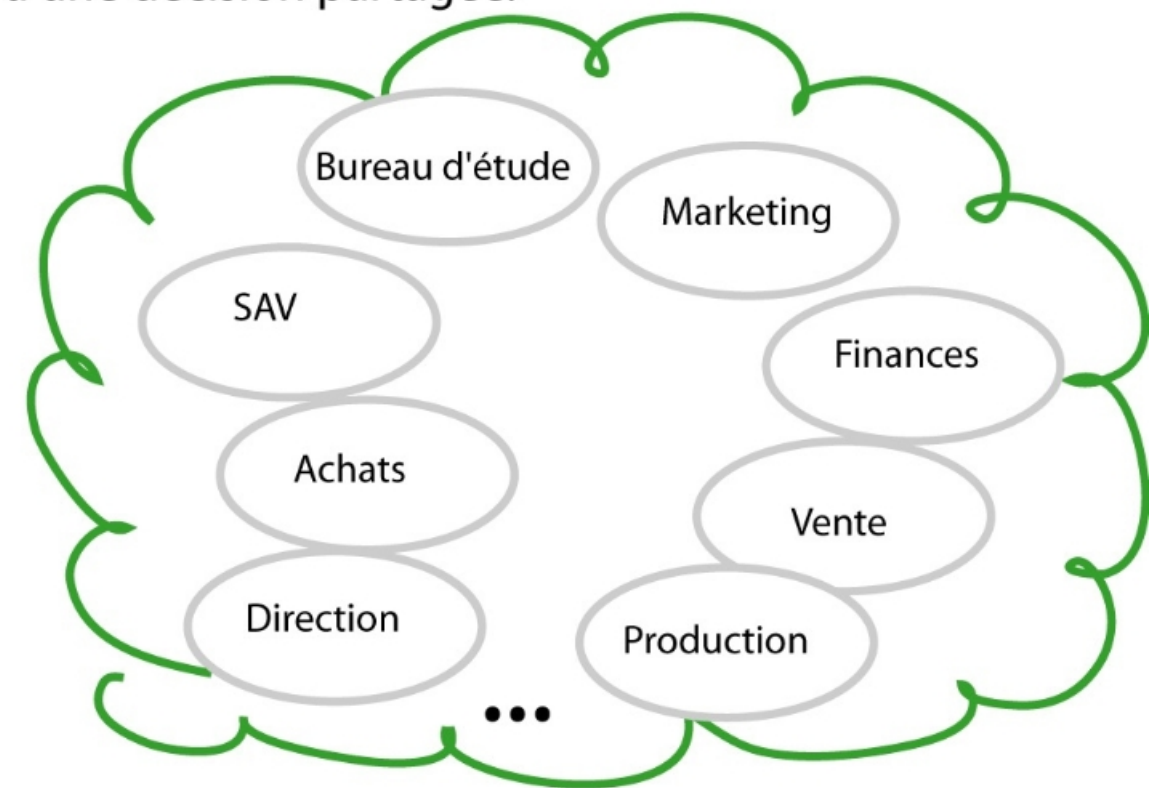 Bureau d'étude
Marketing
SAV
Finances
Achats
Vente
Direction
Production
...